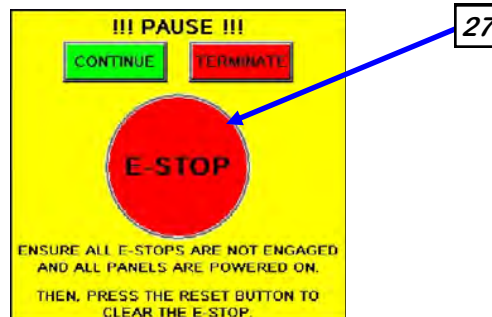 !!! PAUSE !!!
CONTINUE TERMINATE
27
E-STOP
ENSURE ALL E-STOPS ARE NOT ENGAGED
AND ALL PANELS ARE POWERED ON.
THEN, PRESS THE RESET BUTTON TO
CLEAR THE E-STOP.